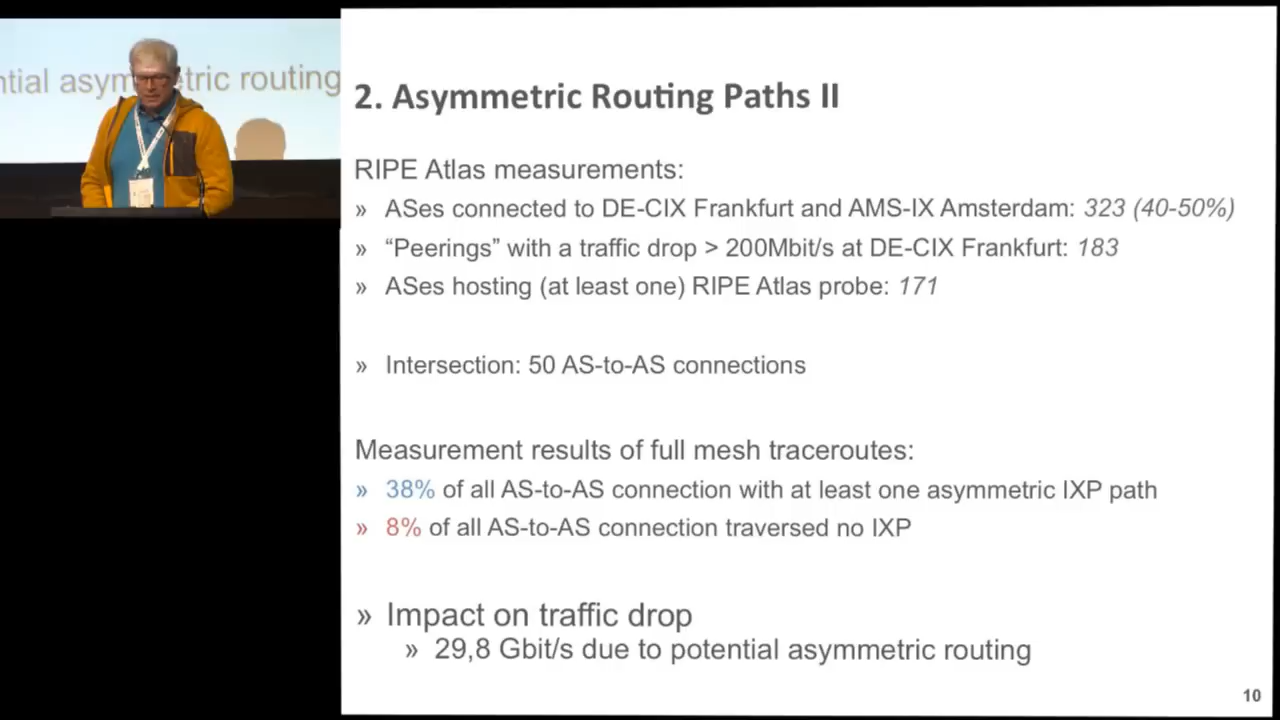 ntial asymmetric routing
2. Asymmetric Routing Paths II
RIPE Atlas measurements:
» ASes connected to DE-CIX Frankfurt and AMS-IX Amsterdam: 323 (40-50%)
» “Peerings” with a traffic drop > 200Mbit/s at DE-CIX Frankfurt: 183
» ASes hosting (at least one) RIPE Atlas probe: 171
» Intersection: 50 AS-to-AS connections
Measurement results of full mesh traceroutes:
» 38% of all AS-to-AS connection with at least one asymmetric IXP path
» 8% of all AS-to-AS connection traversed no IXP
» Impact on traffic drop
» 29,8 Gbit/s due to potential asymmetric routing
10